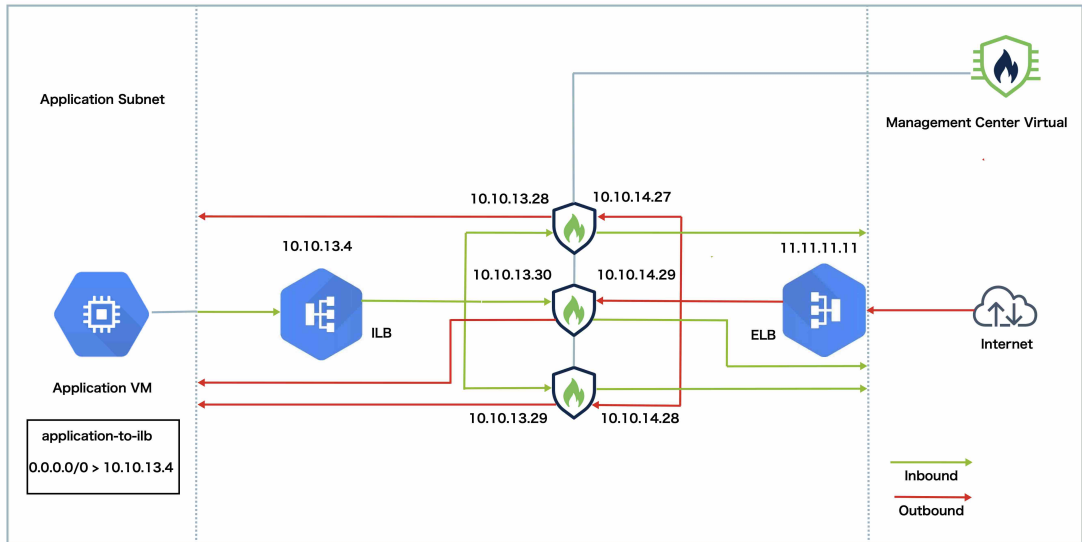 Application Subnet
Management Center Virtual
10.10.13.28
10.10.14.27
10.10.13.4
11.11.11.11
10.10.13.30
10.10.14.29
ILB
ELB
Internet
Application VM
10.10.13.29
10.10.14.28
application-to-ilb
0.0.0.0/0 > 10.10.13.4
Inbound
Outbound